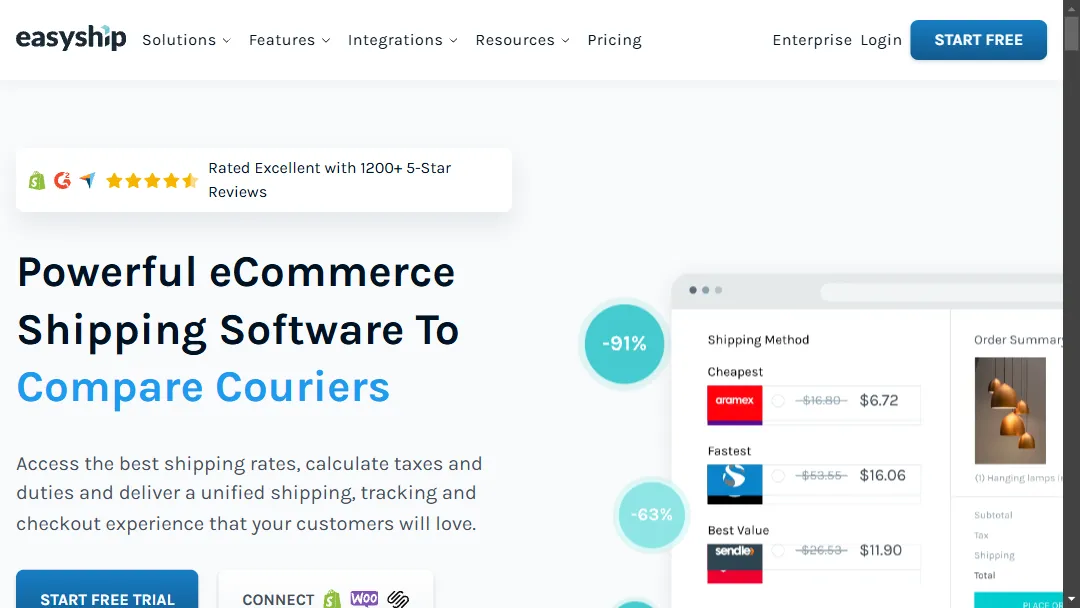 easyship Solutions Features Integrations Resources Pricing Enterprise Login START FREE
Rated Excellent with 1200+ 5-Star
Reviews
Powerful eCommerce
Shipping Software To
Compare Couriers
Access the best shipping rates, calculate taxes and
duties and deliver a unified shipping, tracking and
checkout experience that your customers will love.
START FREE TRIAL
CONNECT WOO
-91%
-63%
Shipping Method
Cheapest
aramex $16.80 $6.72
Fastest
$53.55 $16.06
Best Value
sendle $26.53 $11.90
Order Summary
(1) Hanging lamps
Subtotal
Tax
Shipping
Total
PLACE OR